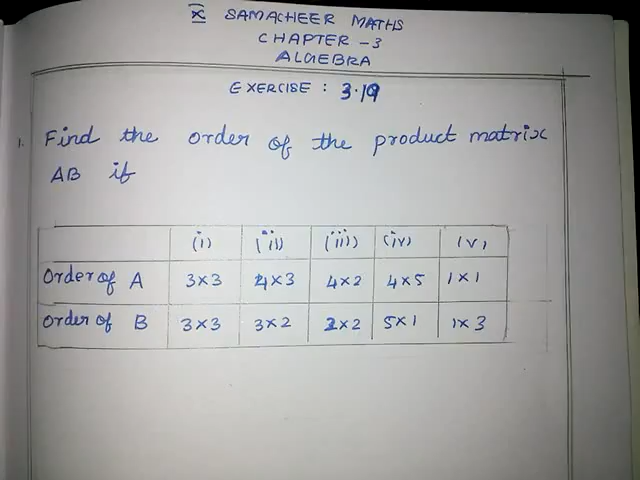 X SAMACHEER MATHS
CHAPTER - 3
ALGEBRA
EXERCISE : 3.19
1. Find the order of the product matrix
AB if
(i) (ii) (iii) (iv) (v)
Order of A 3×3 4×3 4×2 4×5 1×1
Order of B 3×3 3×2 2×2 5×1 1×3